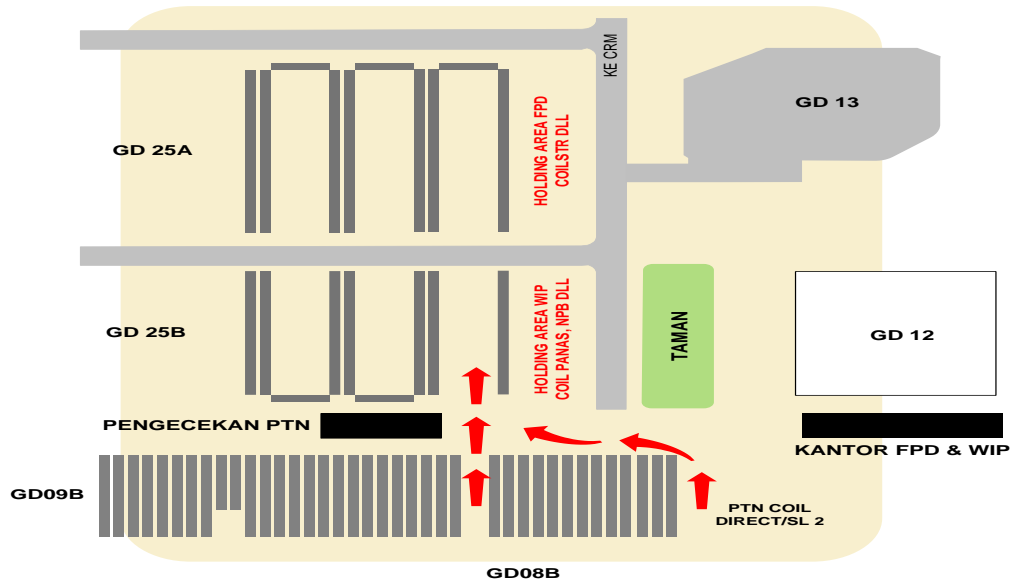 KE CRM
GD 13
GD 25A
HOLDING AREA FPD
COILSTR DLL
GD 25B
HOLDING AREA WIP
COIL PANAS, NPB DLL
TAMAN
GD 12
PENGECEKAN PTN
KANTOR FPD & WIP
GD09B
PTN COIL
DIRECT/SL 2
GD08B